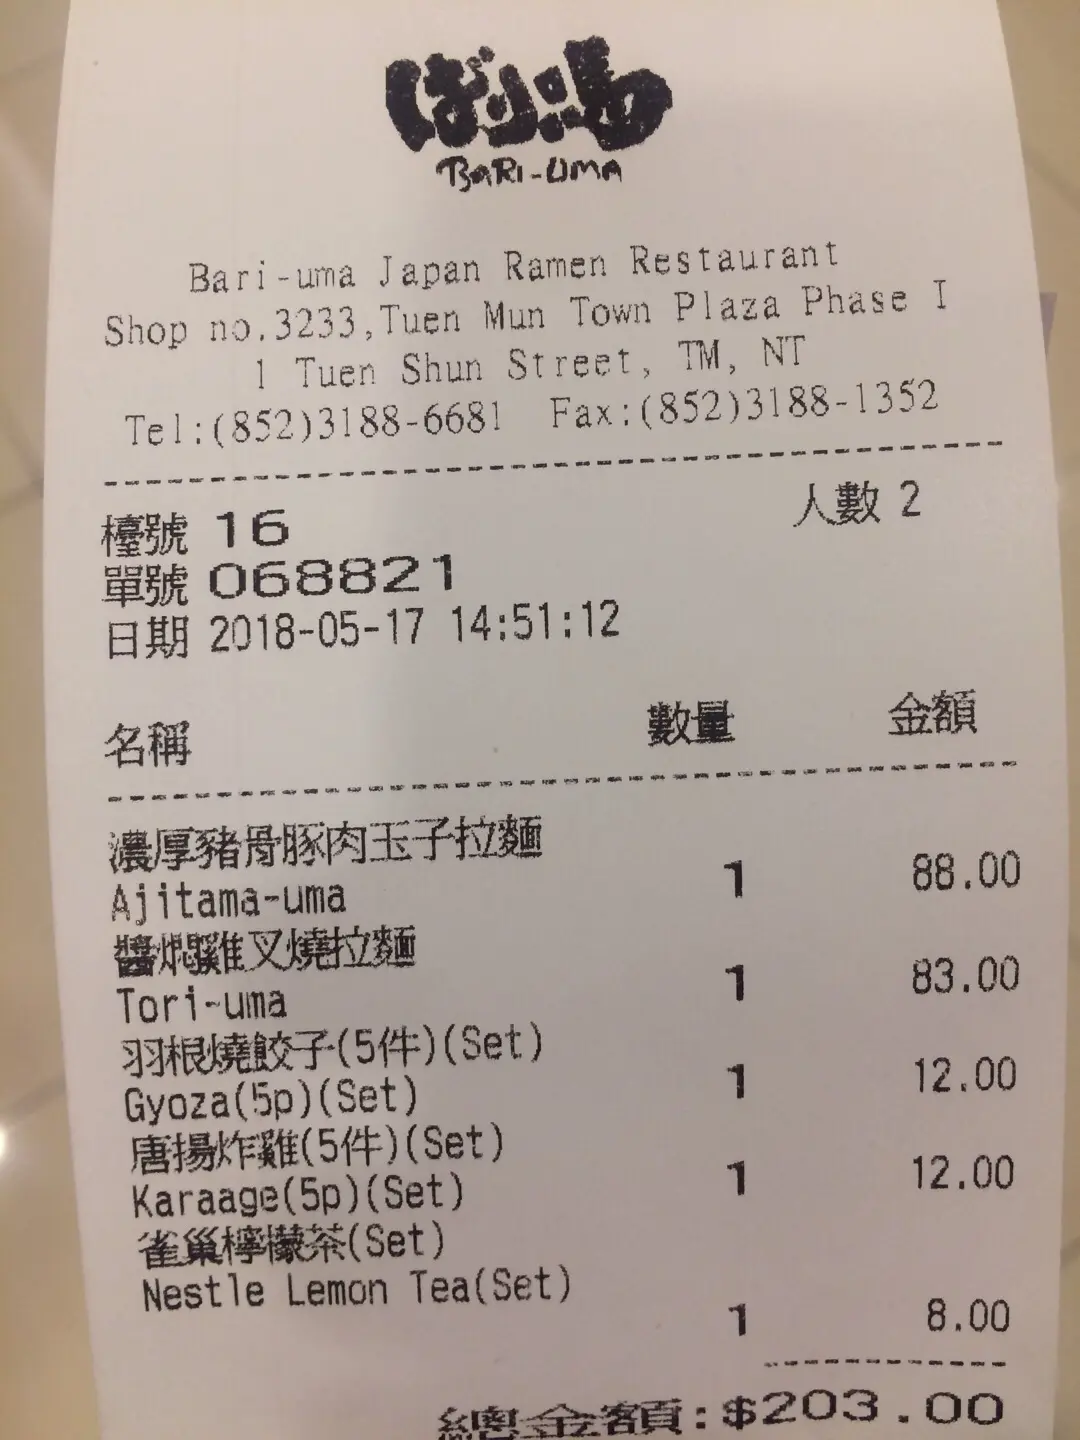 ばり馬
BARI-UMA
Bari-uma Japan Ramen Restaurant
Shop no.3233,Tuen Mun Town Plaza Phase I
1 Tuen Shun Street, TM, NT
Tel:(852)3188-6681 Fax:(852)3188-1352
檯號 16 人數 2
單號 068821
日期 2018-05-17 14:51:12
名稱 數量 金額
濃厚豬骨豚肉玉子拉麵
Ajitama-uma 1 88.00
醬燜雞叉燒拉麵
Tori-uma 1 83.00
羽根燒餃子(5件)(Set)
Gyoza(5p)(Set) 1 12.00
唐揚炸雞(5件)(Set)
Karaage(5p)(Set) 1 12.00
雀巢檸檬茶(Set)
Nestle Lemon Tea(Set)
1 8.00
總金額:$203.00